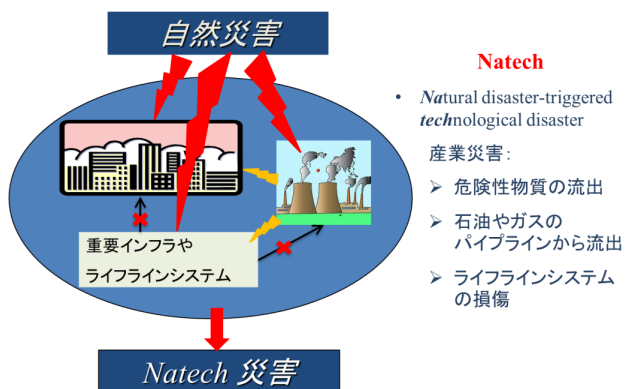 自然災害
重要インフラや
ライフラインシステム
Natech 災害
Natech
• Natural disaster-triggered
technological disaster
産業災害：
➢ 危険性物質の流出
➢ 石油やガスの
パイプラインから流出
➢ ライフラインシステム
の損傷